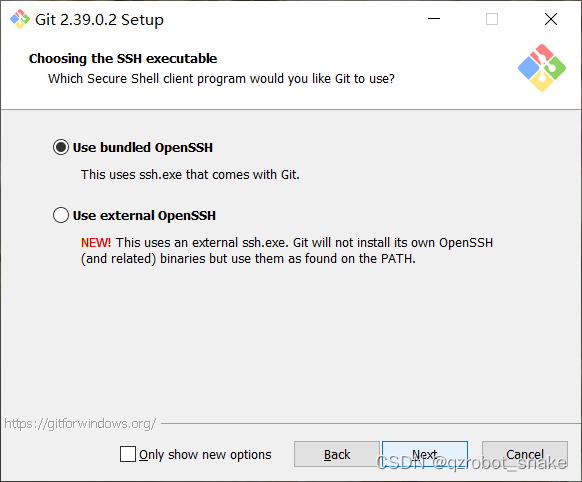 Git 2.39.0.2 Setup
Choosing the SSH executable
Which Secure Shell client program would you like Git to use?
Use bundled OpenSSH
This uses ssh.exe that comes with Git.
Use external OpenSSH
NEW! This uses an external ssh.exe. Git will not install its own OpenSSH
(and related) binaries but use them as found on the PATH.
https://gitforwindows.org/
Only show new options
Back
Next
Cancel
CSDN @qzrobot_snake